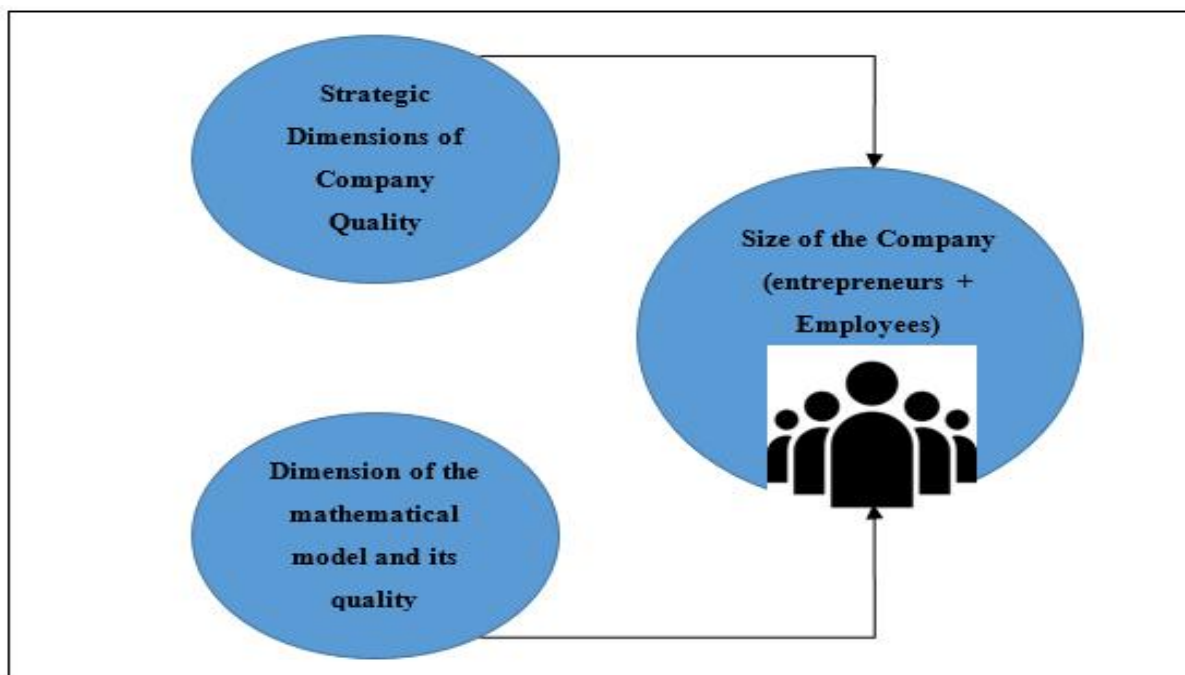 Strategic
Dimensions of
Company
Quality
Size of the Company
(entrepreneurs +
Employees)
Dimension of the
mathematical
model and its
quality